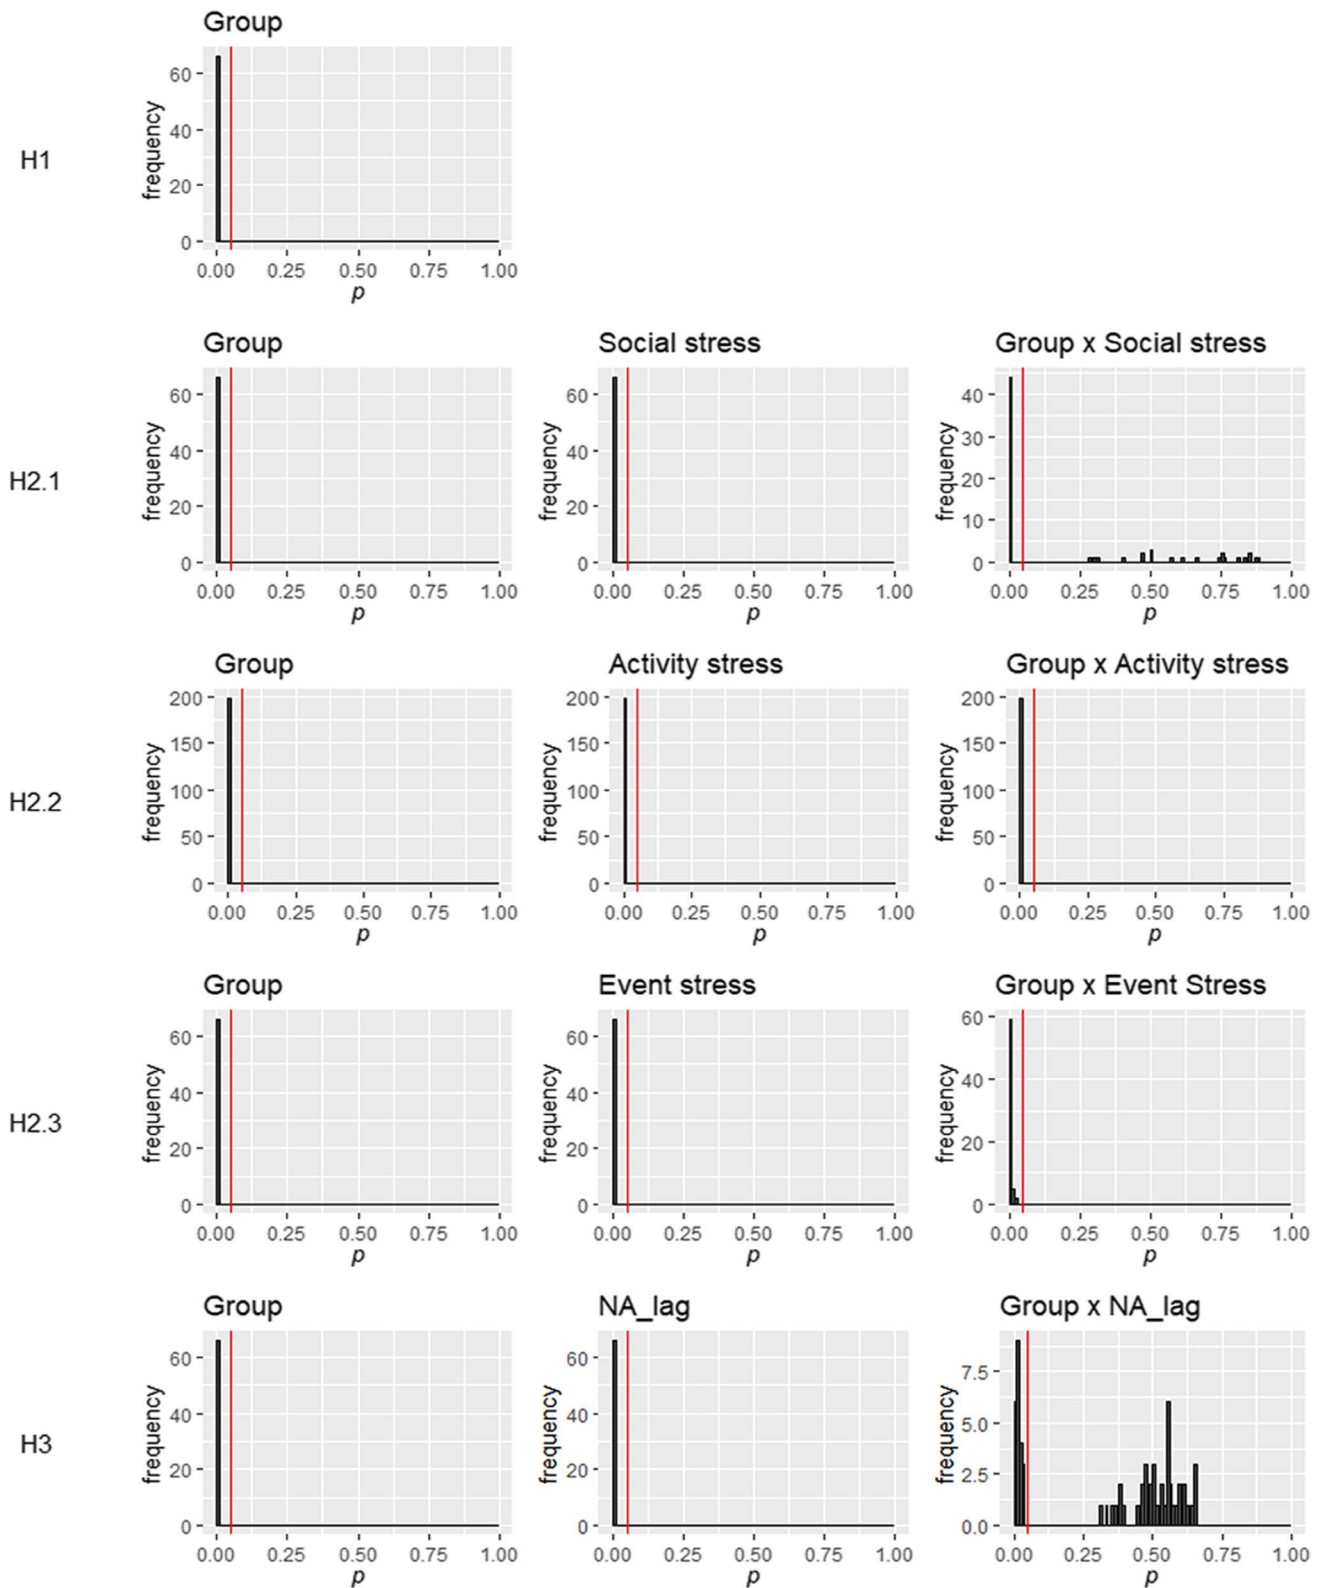 Group
60
40
20
0
frequency
0.00 0.25 0.50 0.75 1.00
p
H1
Group
60
40
20
0
frequency
0.00 0.25 0.50 0.75 1.00
p
Social stress
60
40
20
0
frequency
0.00 0.25 0.50 0.75 1.00
p
Group x Social stress
40
30
20
10
0
frequency
0.00 0.25 0.50 0.75 1.00
p
H2.1
Group
200
150
100
50
0
frequency
0.00 0.25 0.50 0.75 1.00
p
Activity stress
200
150
100
50
0
frequency
0.00 0.25 0.50 0.75 1.00
p
Group x Activity stress
200
150
100
50
0
frequency
0.00 0.25 0.50 0.75 1.00
p
H2.2
Group
60
40
20
0
frequency
0.00 0.25 0.50 0.75 1.00
p
Event stress
60
40
20
0
frequency
0.00 0.25 0.50 0.75 1.00
p
Group x Event Stress
60
40
20
0
frequency
0.00 0.25 0.50 0.75 1.00
p
H2.3
Group
60
40
20
0
frequency
0.00 0.25 0.50 0.75 1.00
p
NA_lag
60
40
20
0
frequency
0.00 0.25 0.50 0.75 1.00
p
Group x NA_lag
7.5
5.0
2.5
0.0
frequency
0.00 0.25 0.50 0.75 1.00
p
H3